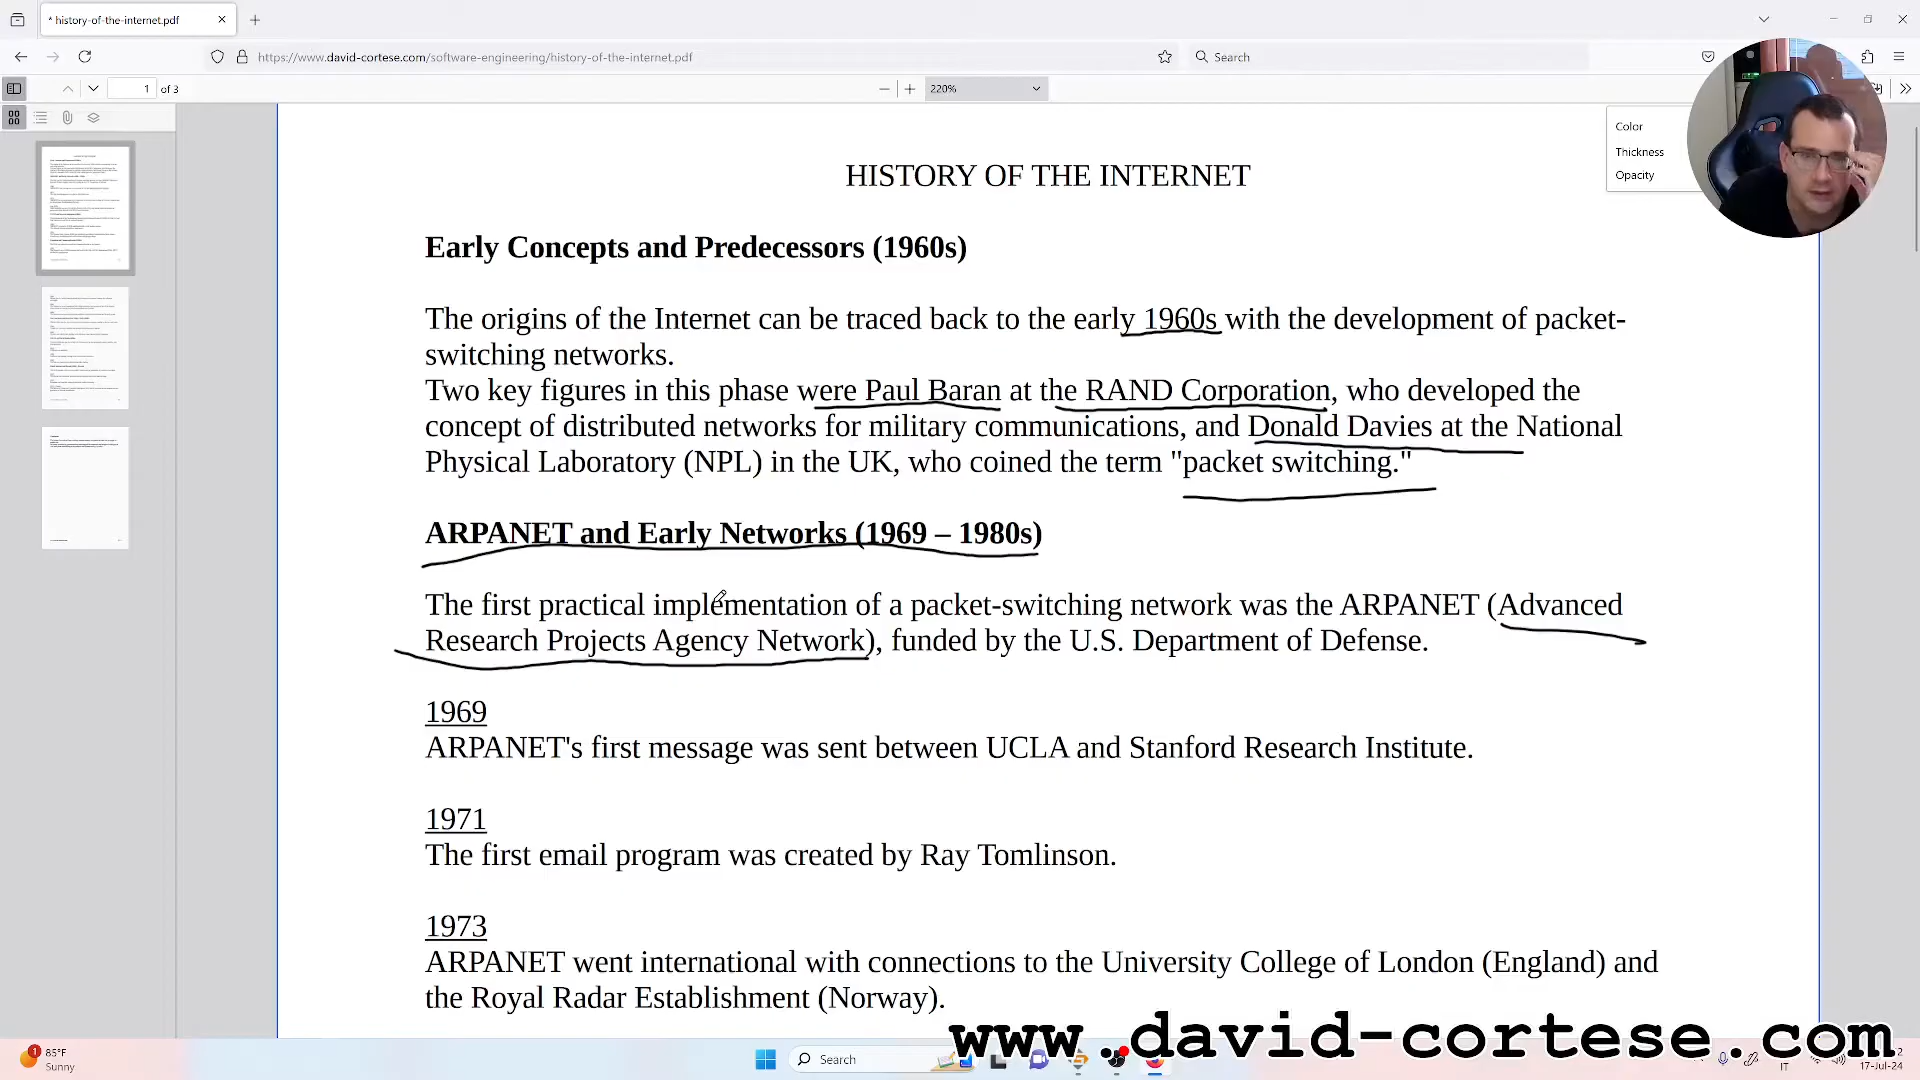 * history-of-the-internet.pdf
https://www.david-cortese.com/software-engineering/history-of-the-internet.pdf
Search
1 of 3
220%
Color
Thickness
Opacity
HISTORY OF THE INTERNET
Early Concepts and Predecessors (1960s)
The origins of the Internet can be traced back to the early 1960s with the development of packet-
switching networks.
Two key figures in this phase were Paul Baran at the RAND Corporation, who developed the
concept of distributed networks for military communications, and Donald Davies at the National
Physical Laboratory (NPL) in the UK, who coined the term "packet switching."
ARPANET and Early Networks (1969 – 1980s)
The first practical implementation of a packet-switching network was the ARPANET (Advanced
Research Projects Agency Network), funded by the U.S. Department of Defense.
1969
ARPANET's first message was sent between UCLA and Stanford Research Institute.
1971
The first email program was created by Ray Tomlinson.
1973
ARPANET went international with connections to the University College of London (England) and
the Royal Radar Establishment (Norway).
www.david-cortese.com
1
85°F
Sunny
Search
IT
17-Jul-24